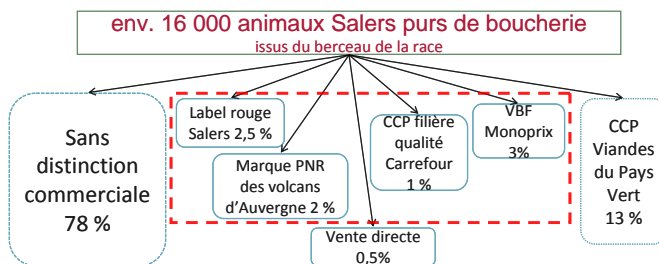 env. 16 000 animaux Salers purs de boucherie
issus du berceau de la race
Sans
distinction
commerciale
78 %
Label rouge
Salers 2,5 %
Marque PNR
des volcans
d'Auvergne 2 %
Vente directe
0,5%
CCP filière
qualité
Carrefour
1 %
VBF
Monoprix
3%
CCP
Viandes
du Pays
Vert
13 %